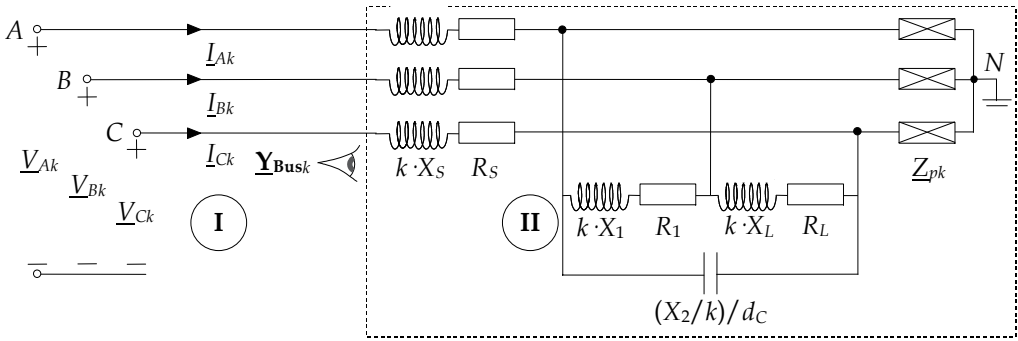 A
I_Ak
B
N
I_Bk
C
I_Ck
Y_Busk
k·X_S
R_S
Z_pk
V_Ak
V_Bk
V_Ck
I
II
k·X_1
R_1
k·X_L
R_L
(X_2/k)/d_C